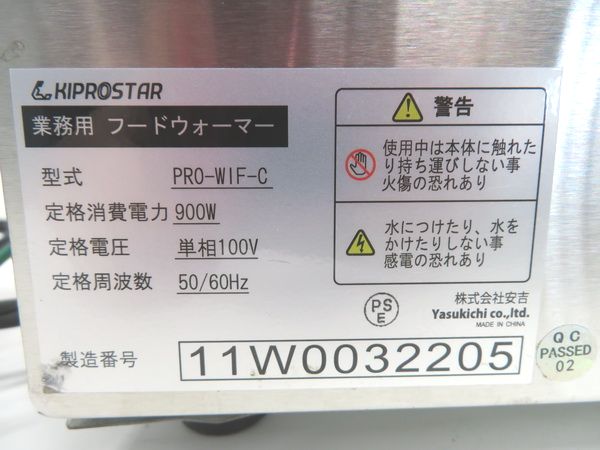 KIPROSTAR
業務用 フードウォーマー
型式 PRO-WIF-C
定格消費電力 900W
定格電圧 単相100V
定格周波数 50/60Hz
製造番号 11W0032205
警告
使用中は本体に触れた
り持ち運びしない事
火傷の恐れあり
水につけたり、水を
かけたりしない事
感電の恐れあり
PS
E
株式会社安吉
Yasukichi co.,ltd.
MADE IN CHINA
QC
PASSED
02